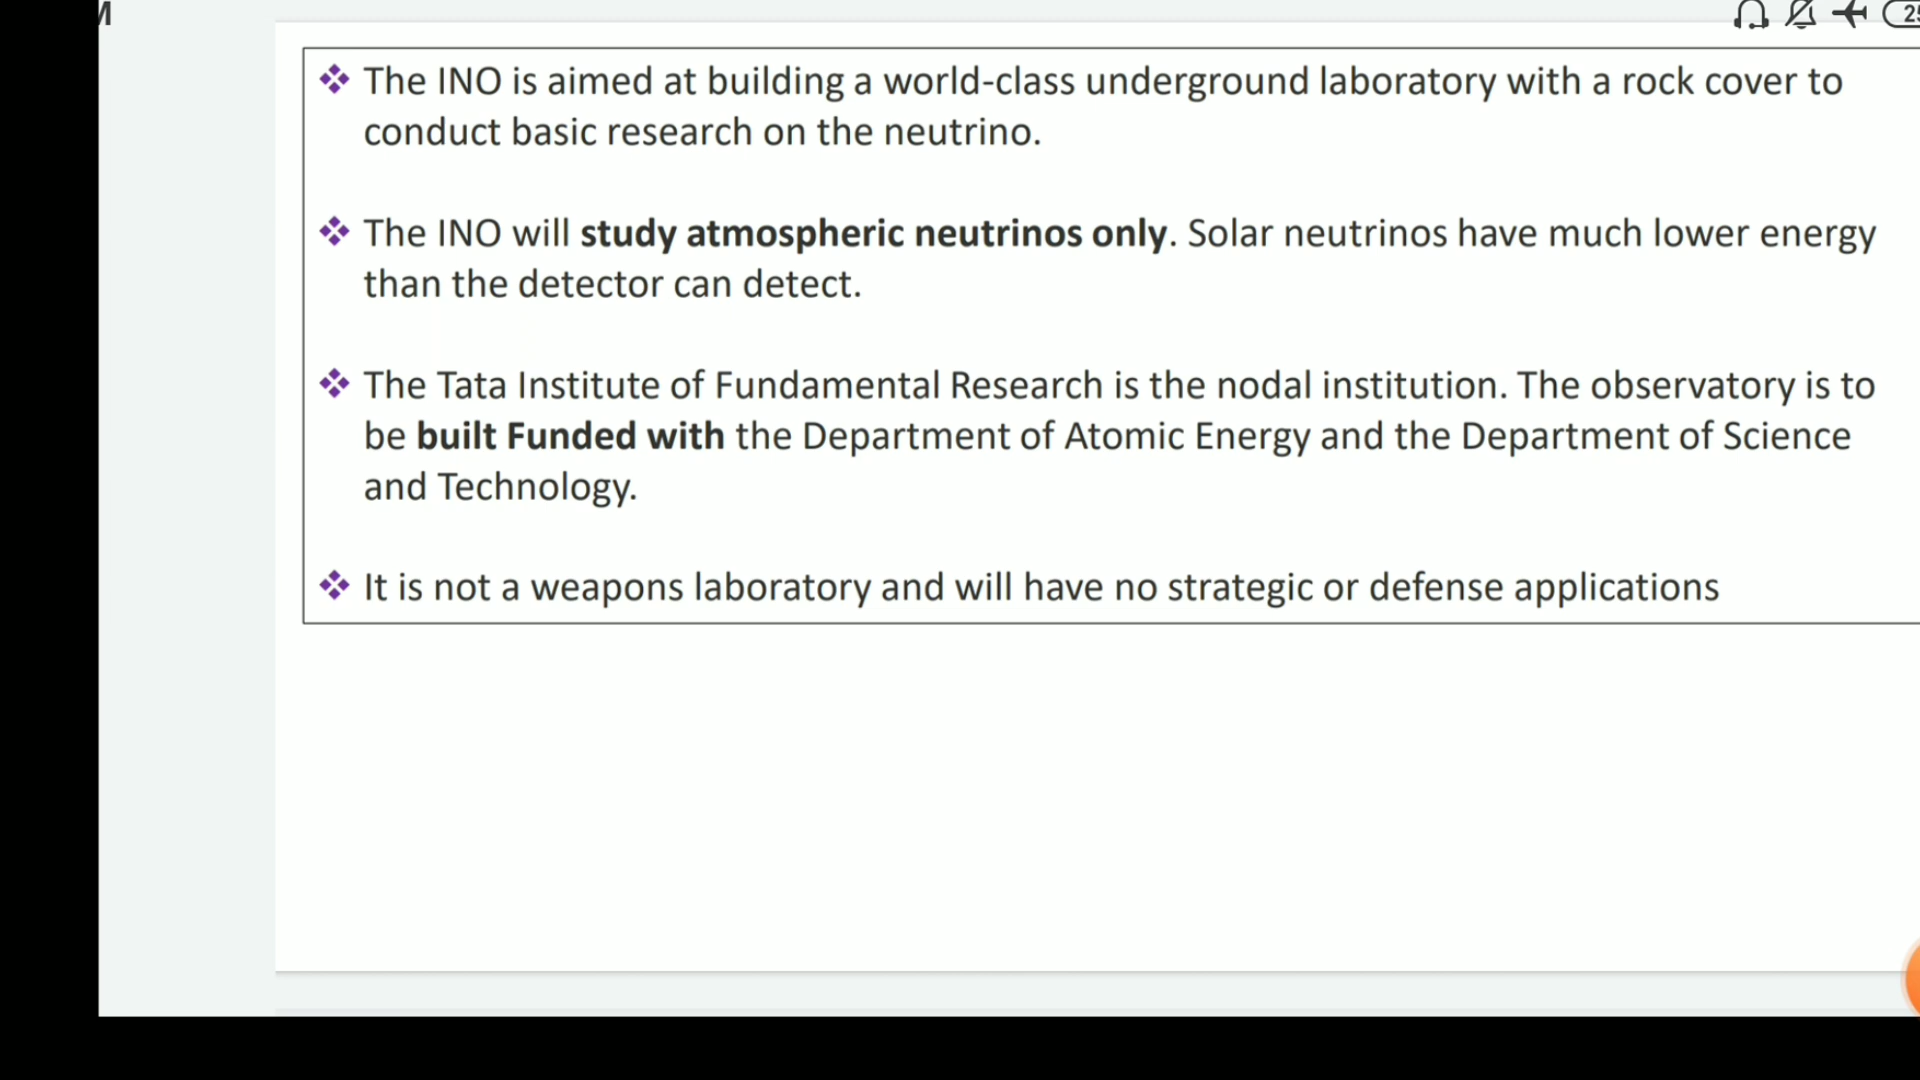 The INO is aimed at building a world-class underground laboratory with a rock cover to
conduct basic research on the neutrino.
The INO will study atmospheric neutrinos only. Solar neutrinos have much lower energy
than the detector can detect.
The Tata Institute of Fundamental Research is the nodal institution. The observatory is to
be built Funded with the Department of Atomic Energy and the Department of Science
and Technology.
It is not a weapons laboratory and will have no strategic or defense applications